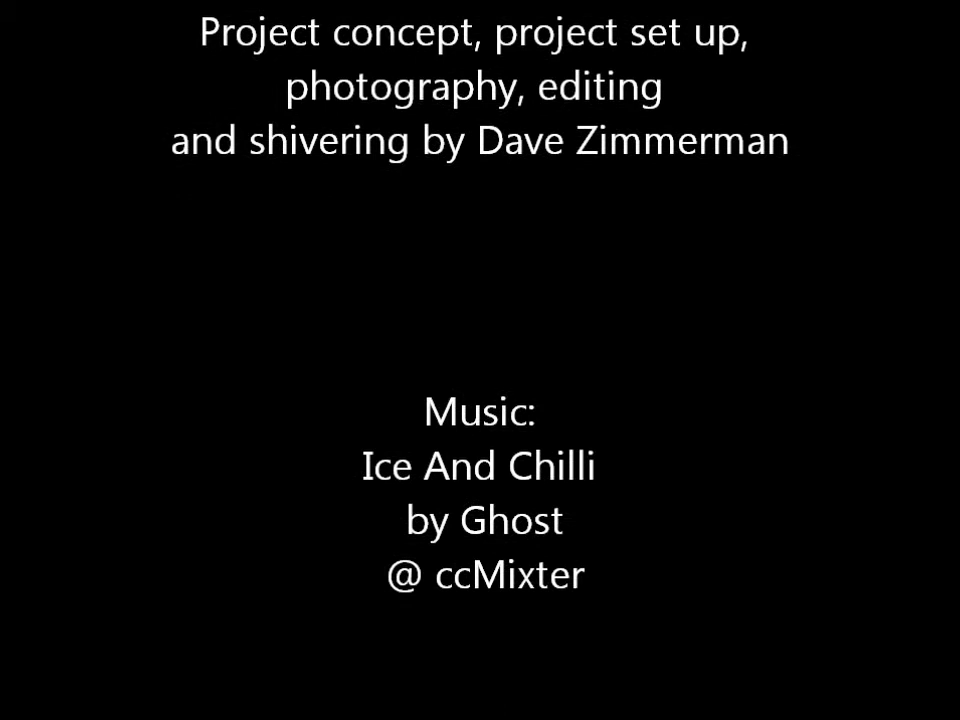 Project concept, project set up,
photography, editing
and shivering by Dave Zimmerman
Music:
Ice And Chilli
by Ghost
@ ccMixter